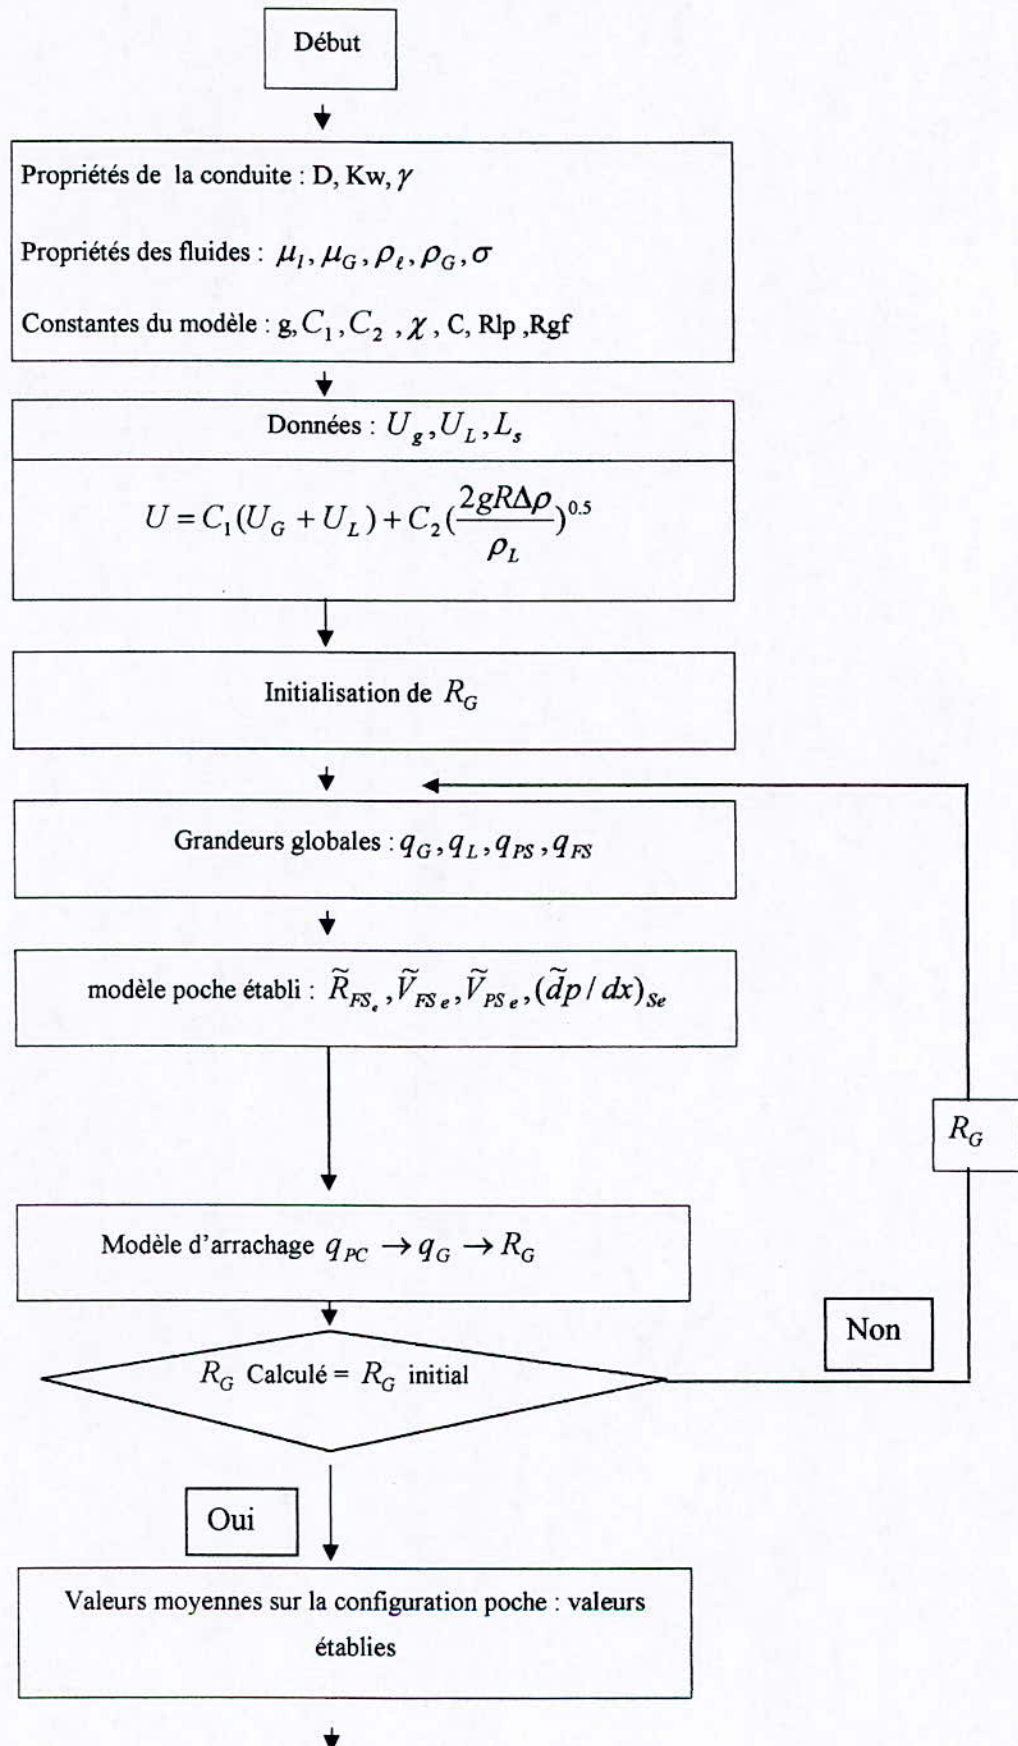 Début
Propriétés de la conduite : D, Kw, γ
Propriétés des fluides : μ_l, μ_G, ρ_ℓ, ρ_G, σ
Constantes du modèle : g, C_1, C_2 , χ, C, Rlp ,Rgf
Données : U_g, U_L, L_s
U = C_1(U_G + U_L) + C_2(2gRΔρ / ρ_L)^0.5
Initialisation de R_G
Grandeurs globales : q_G, q_L, q_PS, q_FS
modèle poche établi : R̃_FS_e, Ṽ_FS e, Ṽ_PS e, (d̃p / dx)_Se
R_G
Modèle d'arrachage q_PC → q_G → R_G
Non
R_G Calculé = R_G initial
Oui
Valeurs moyennes sur la configuration poche : valeurs
établies